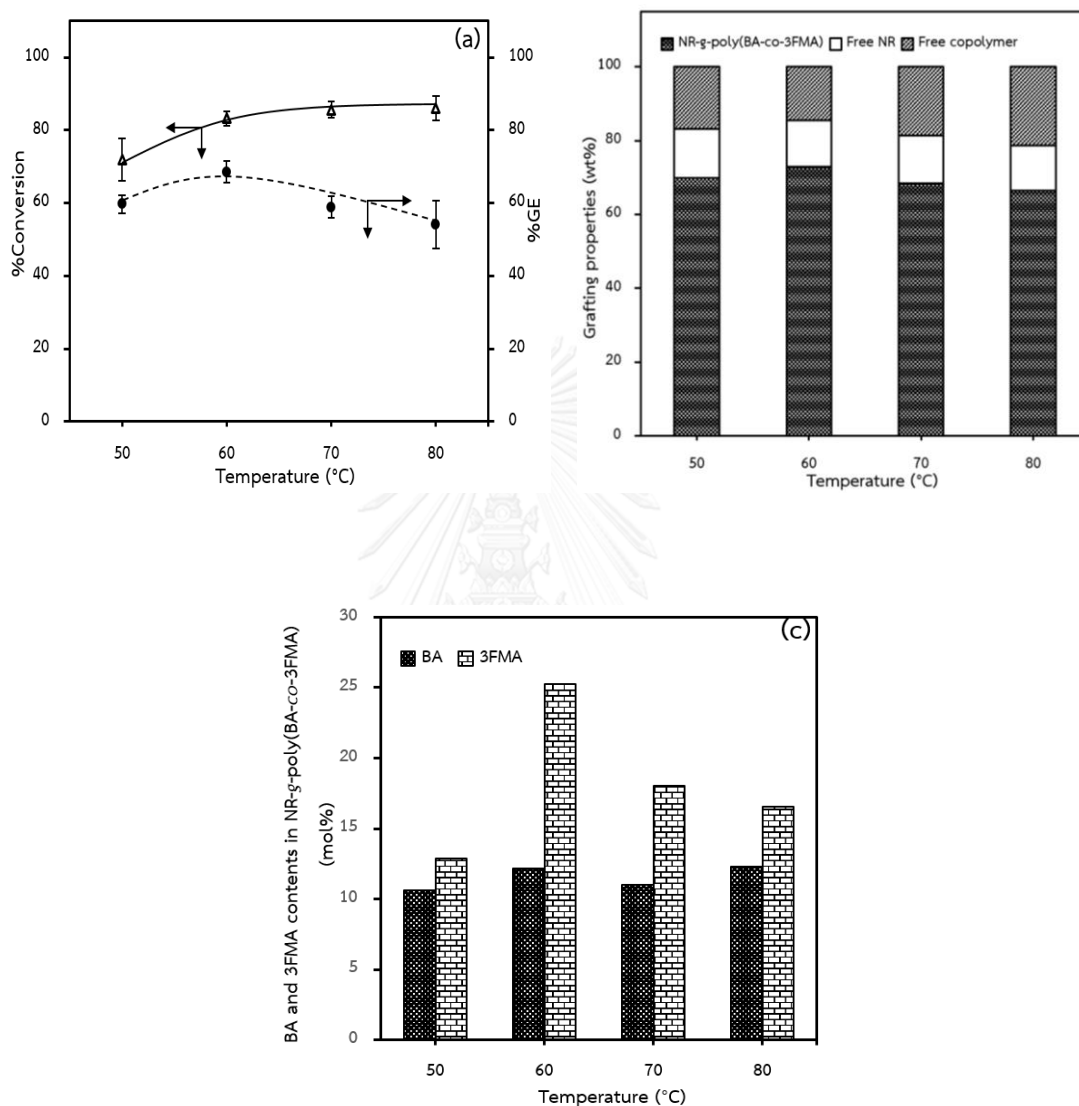 (a)
100
80
60
40
20
0
%Conversion
100
80
60
40
20
0
%GE
50
60
70
80
Temperature (°C)
NR-g-poly(BA-co-3FMA)
Free NR
Free copolymer
100
80
60
40
20
0
Grafting properties (wt%)
50
60
70
80
Temperature (°C)
(c)
BA
3FMA
30
25
20
15
10
5
0
BA and 3FMA contents in NR-g-poly(BA-co-3FMA)
(mol%)
50
60
70
80
Temperature (°C)